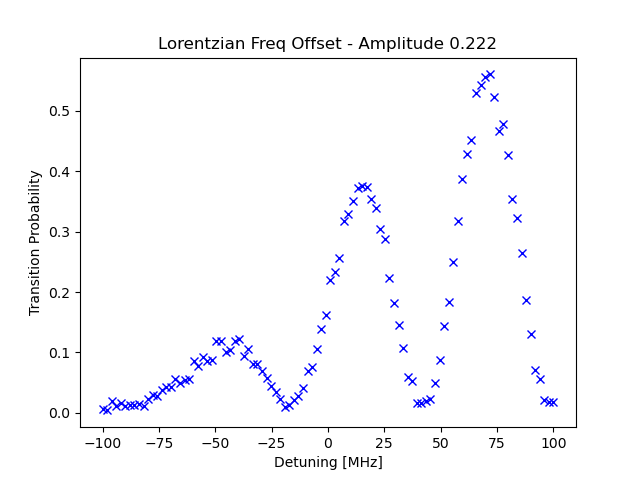 Lorentzian Freq Offset - Amplitude 0.222
Transition Probability
0.5
0.4
0.3
0.2
0.1
0.0
−100 −75 −50 −25 0 25 50 75 100
Detuning [MHz]